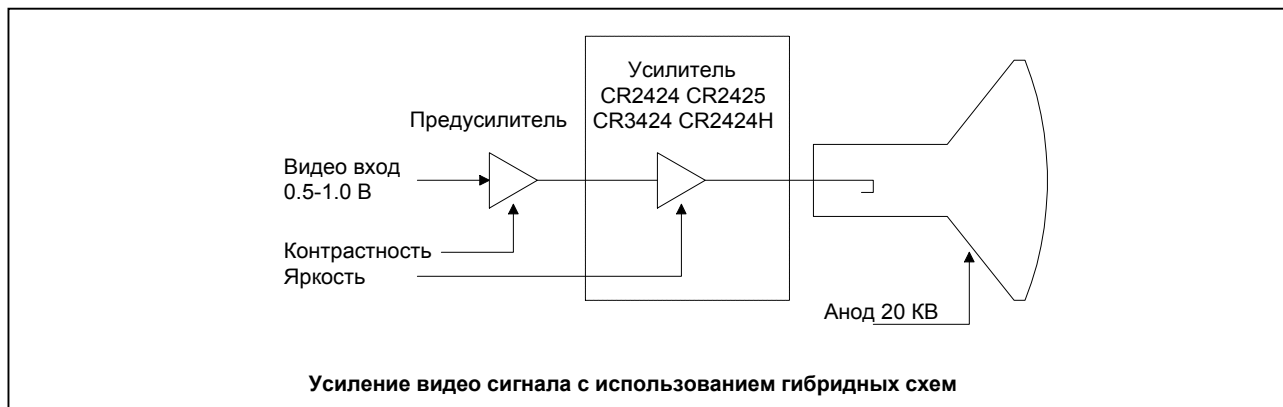 Усилитель
CR2424 CR2425
CR3424 CR2424H
Предусилитель
Видео вход
0.5-1.0 В
Контрастность
Яркость
Анод 20 КВ
Усиление видео сигнала с использованием гибридных схем